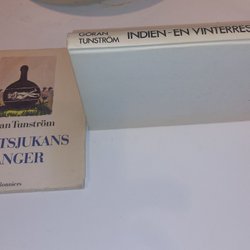 GÖRAN
TUNSTRÖM
INDIEN-EN VINTERRES
an Tunström
TSJUKANS
ANGER
onniers